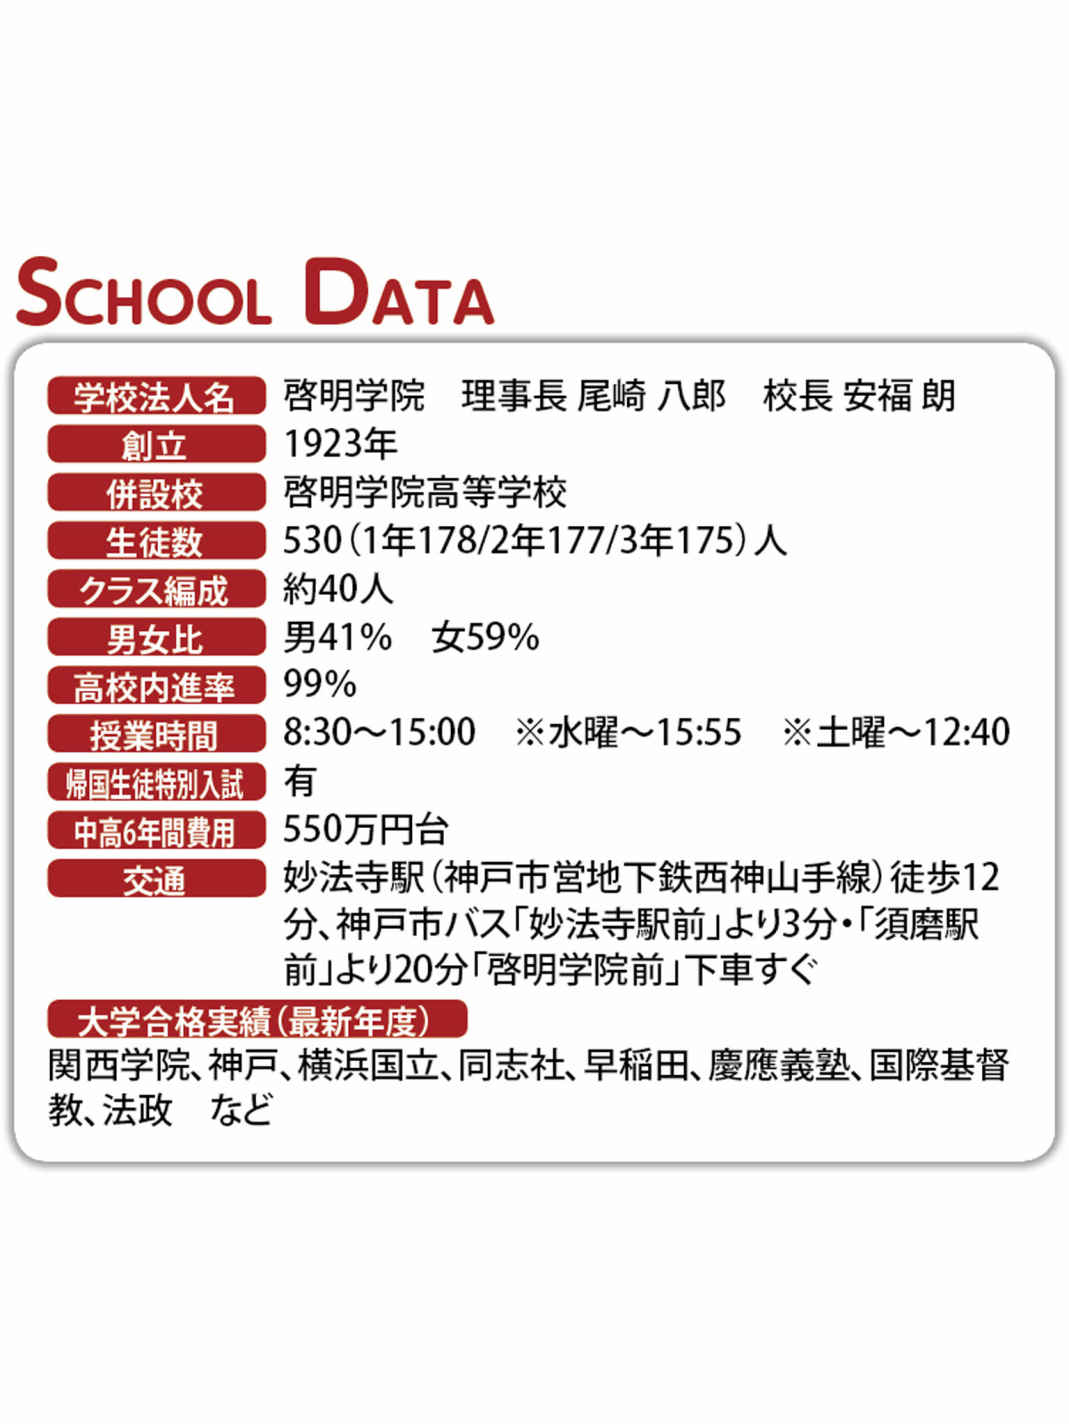 SCHOOL DATA
学校法人名 啓明学院　理事長 尾崎 八郎　校長 安福 朗
創立 1923年
併設校 啓明学院高等学校
生徒数 530（1年178/2年177/3年175）人
クラス編成 約40人
男女比 男41%　女59%
高校内進率 99%
授業時間 8:30〜15:00　※水曜〜15:55　※土曜〜12:40
帰国生徒特別入試 有
中高6年間費用 550万円台
交通 妙法寺駅（神戸市営地下鉄西神山手線）徒歩12
分、神戸市バス「妙法寺駅前」より3分・「須磨駅
前」より20分「啓明学院前」下車すぐ
大学合格実績（最新年度）
関西学院、神戸、横浜国立、同志社、早稲田、慶應義塾、国際基督
教、法政　など